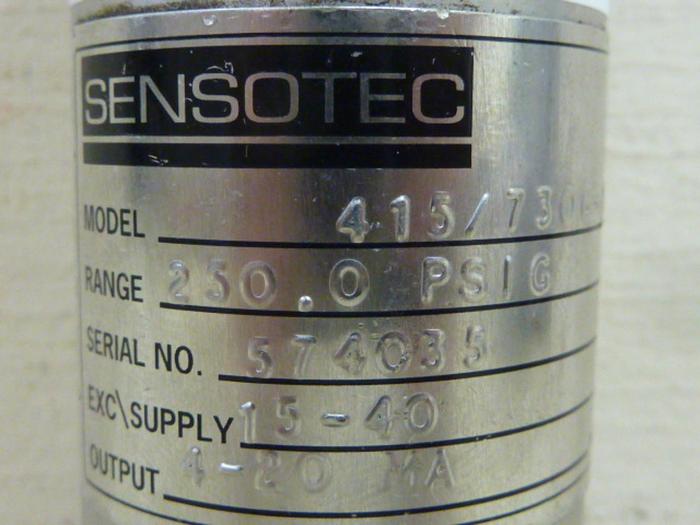 SENSOTEC
MODEL 415/730
RANGE 250.0 PSIG
SERIAL NO. 574035
EXC\SUPPLY 15-40
OUTPUT 4-20 MA